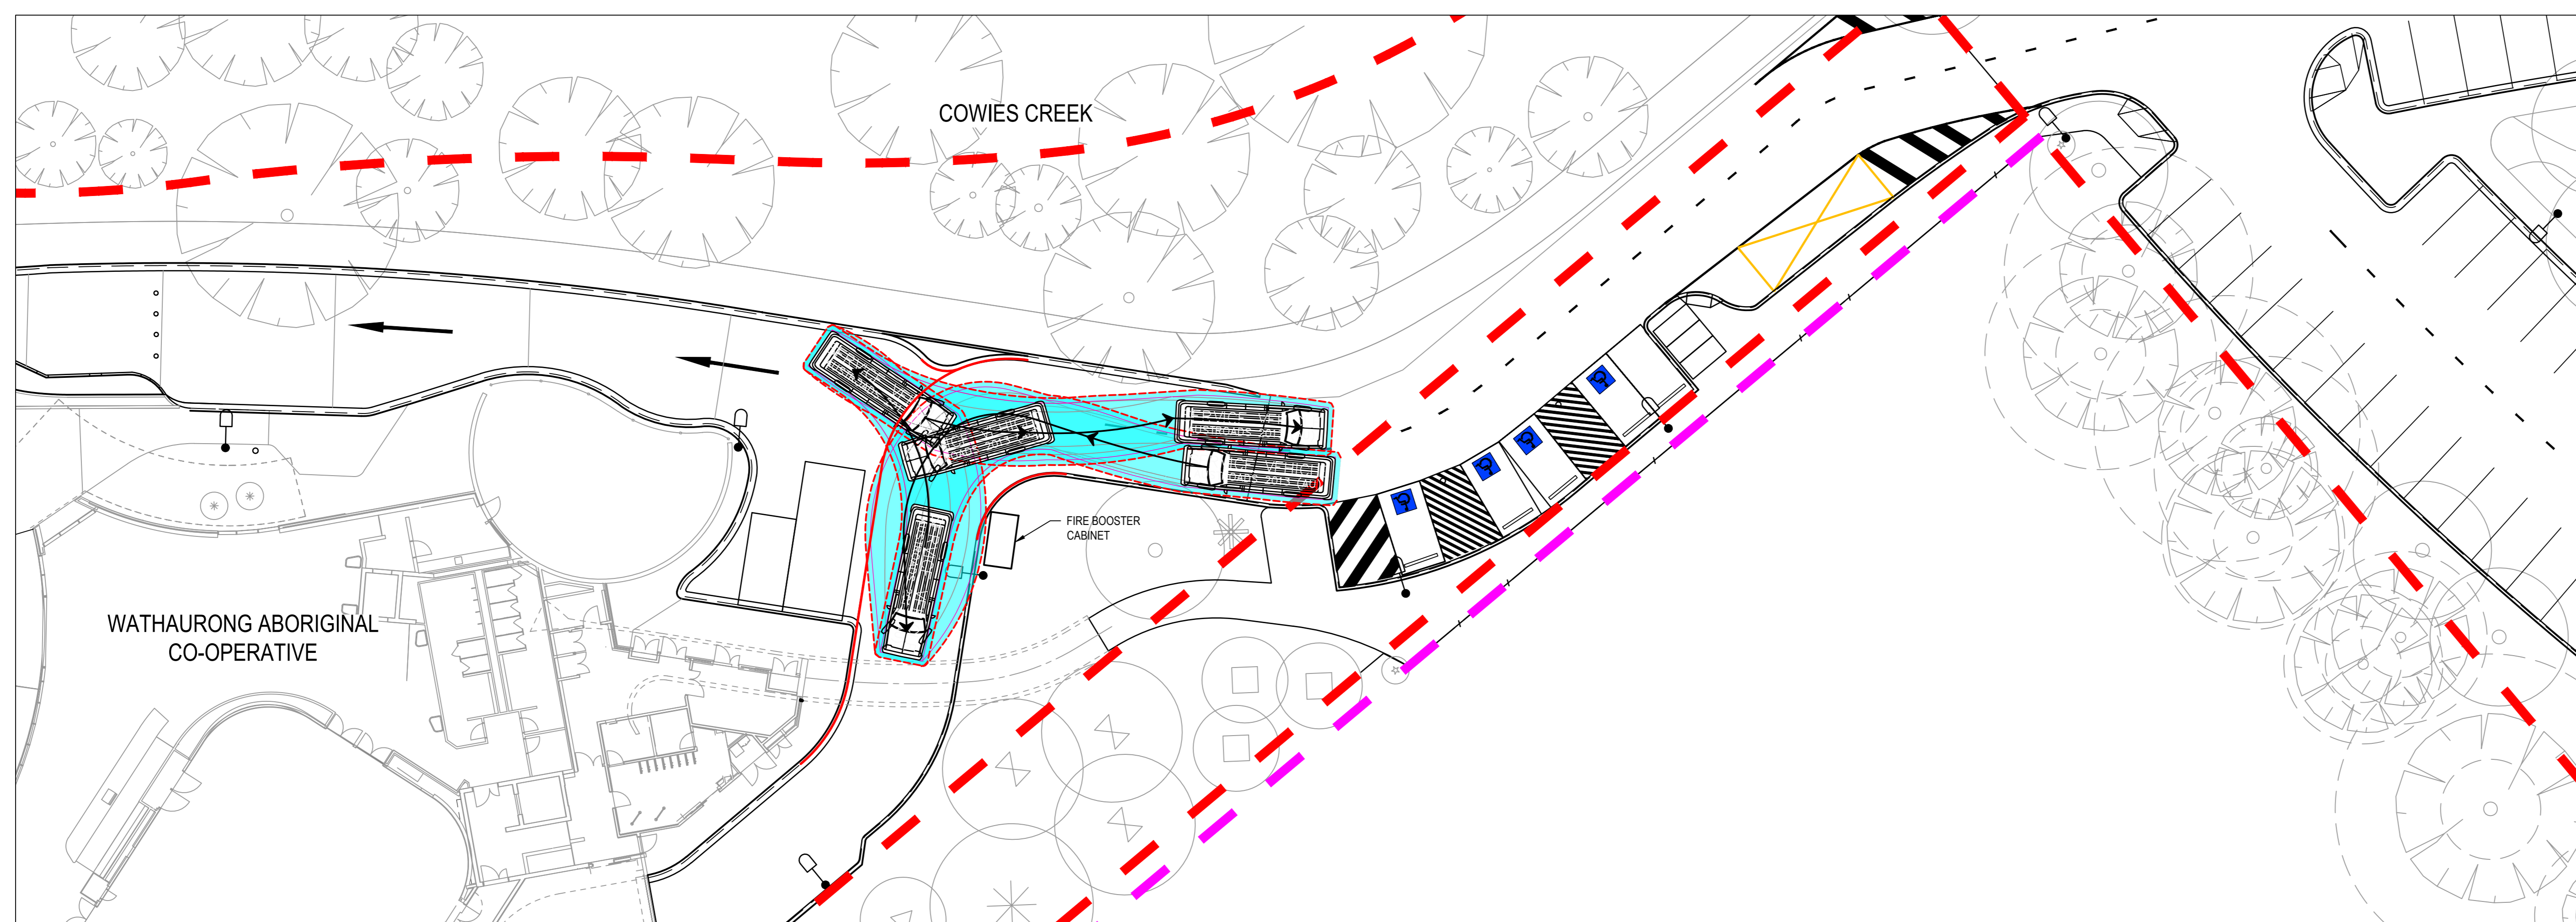 COWIES CREEK
FIRE BOOSTER
CABINET
WATHAURONG ABORIGINAL
CO-OPERATIVE